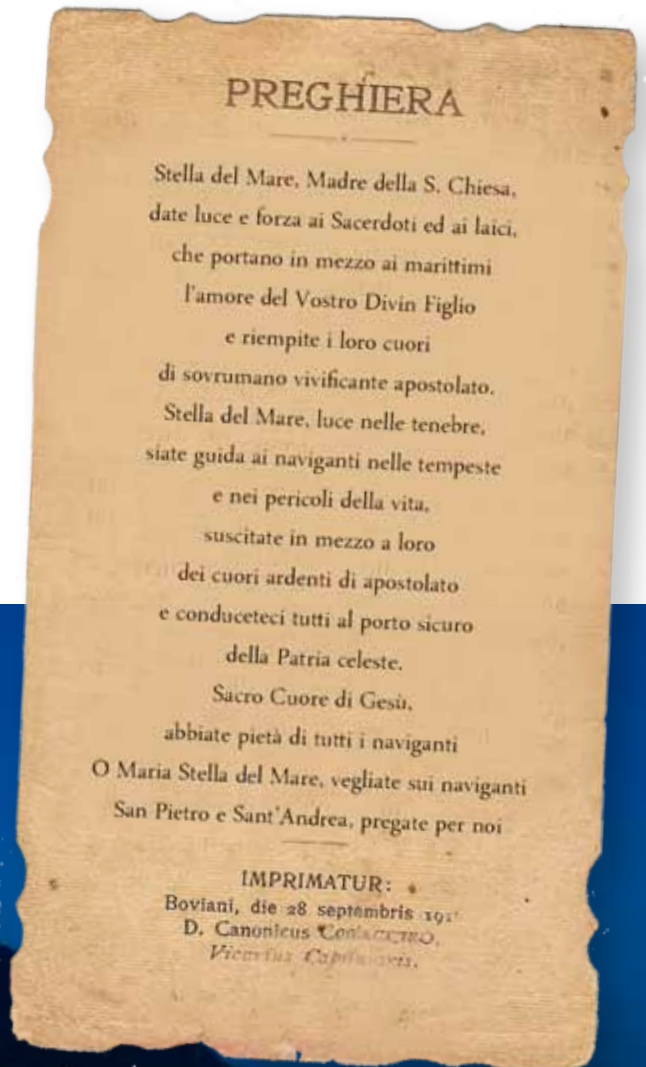 PREGHIERA
Stella del Mare, Madre della S. Chiesa,
date luce e forza ai Sacerdoti ed ai laici,
che portano in mezzo ai marittimi
l'amore del Vostro Divin Figlio
e riempite i loro cuori
di sovrumano vivificante apostolato.
Stella del Mare, luce nelle tenebre,
siate guida ai naviganti nelle tempeste
e nei pericoli della vita,
suscitate in mezzo a loro
dei cuori ardenti di apostolato
e conduceteci tutti al porto sicuro
della Patria celeste.
Sacro Cuore di Gesù,
abbiate pietà di tutti i naviganti
O Maria Stella del Mare, vegliate sui naviganti
San Pietro e Sant'Andrea, pregate per noi
IMPRIMATUR:
Boviani, die 28 septembris
D. Canonicus
Vicarius Capitularis.